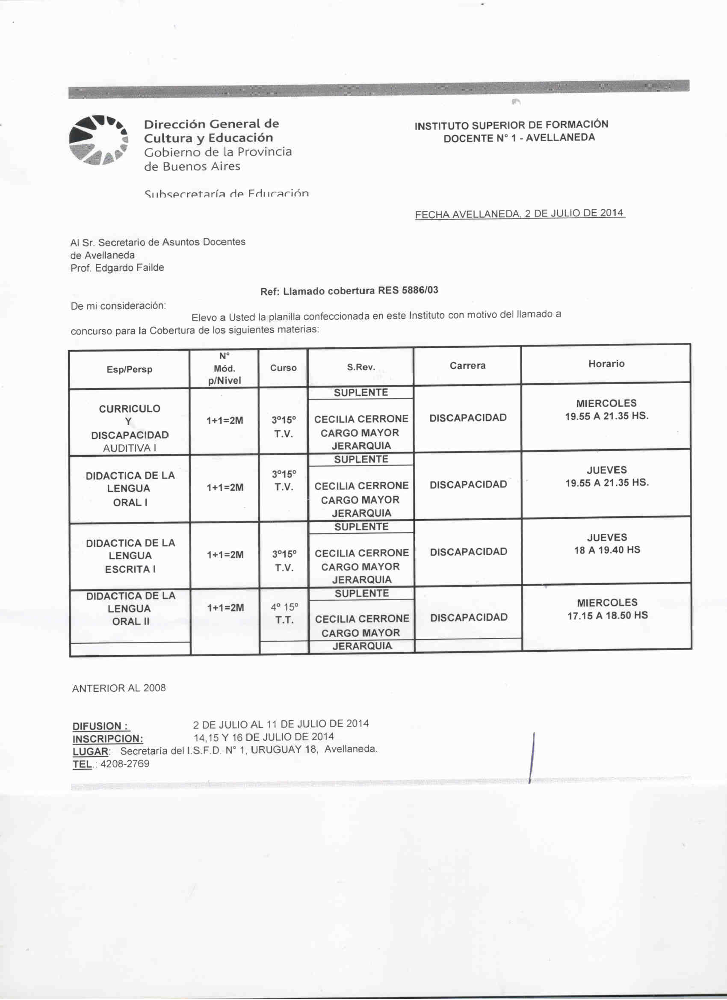 Dirección General de
Cultura y Educación
Gobierno de la Provincia
de Buenos Aires
Subsecretaría de Educación
INSTITUTO SUPERIOR DE FORMACIÓN
DOCENTE N° 1 - AVELLANEDA
FECHA AVELLANEDA, 2 DE JULIO DE 2014
Al Sr. Secretario de Asuntos Docentes
de Avellaneda
Prof. Edgardo Failde
Ref: Llamado cobertura RES 5886/03
De mi consideración:
Elevo a Usted la planilla confeccionada en este Instituto con motivo del llamado a
concurso para la Cobertura de los siguientes materias:
Esp/Persp
N°
Mód.
p/Nivel
Curso
S.Rev.
Carrera
Horario
CURRICULO
Y
DISCAPACIDAD
AUDITIVA I
1+1=2M
3º15º
T.V.
SUPLENTE
CECILIA CERRONE
CARGO MAYOR
JERARQUIA
DISCAPACIDAD
MIERCOLES
19.55 A 21.35 HS.
DIDACTICA DE LA
LENGUA
ORAL I
1+1=2M
3º15º
T.V.
SUPLENTE
CECILIA CERRONE
CARGO MAYOR
JERARQUIA
DISCAPACIDAD
JUEVES
19.55 A 21.35 HS.
DIDACTICA DE LA
LENGUA
ESCRITA I
1+1=2M
3º15º
T.V.
SUPLENTE
CECILIA CERRONE
CARGO MAYOR
JERARQUIA
DISCAPACIDAD
JUEVES
18 A 19.40 HS
DIDACTICA DE LA
LENGUA
ORAL II
1+1=2M
4º 15º
T.T.
SUPLENTE
CECILIA CERRONE
CARGO MAYOR
JERARQUIA
DISCAPACIDAD
MIERCOLES
17.15 A 18.50 HS
ANTERIOR AL 2008
DIFUSION : 2 DE JULIO AL 11 DE JULIO DE 2014
INSCRIPCION: 14,15 Y 16 DE JULIO DE 2014
LUGAR: Secretaría del I.S.F.D. N° 1, URUGUAY 18, Avellaneda.
TEL.: 4208-2769